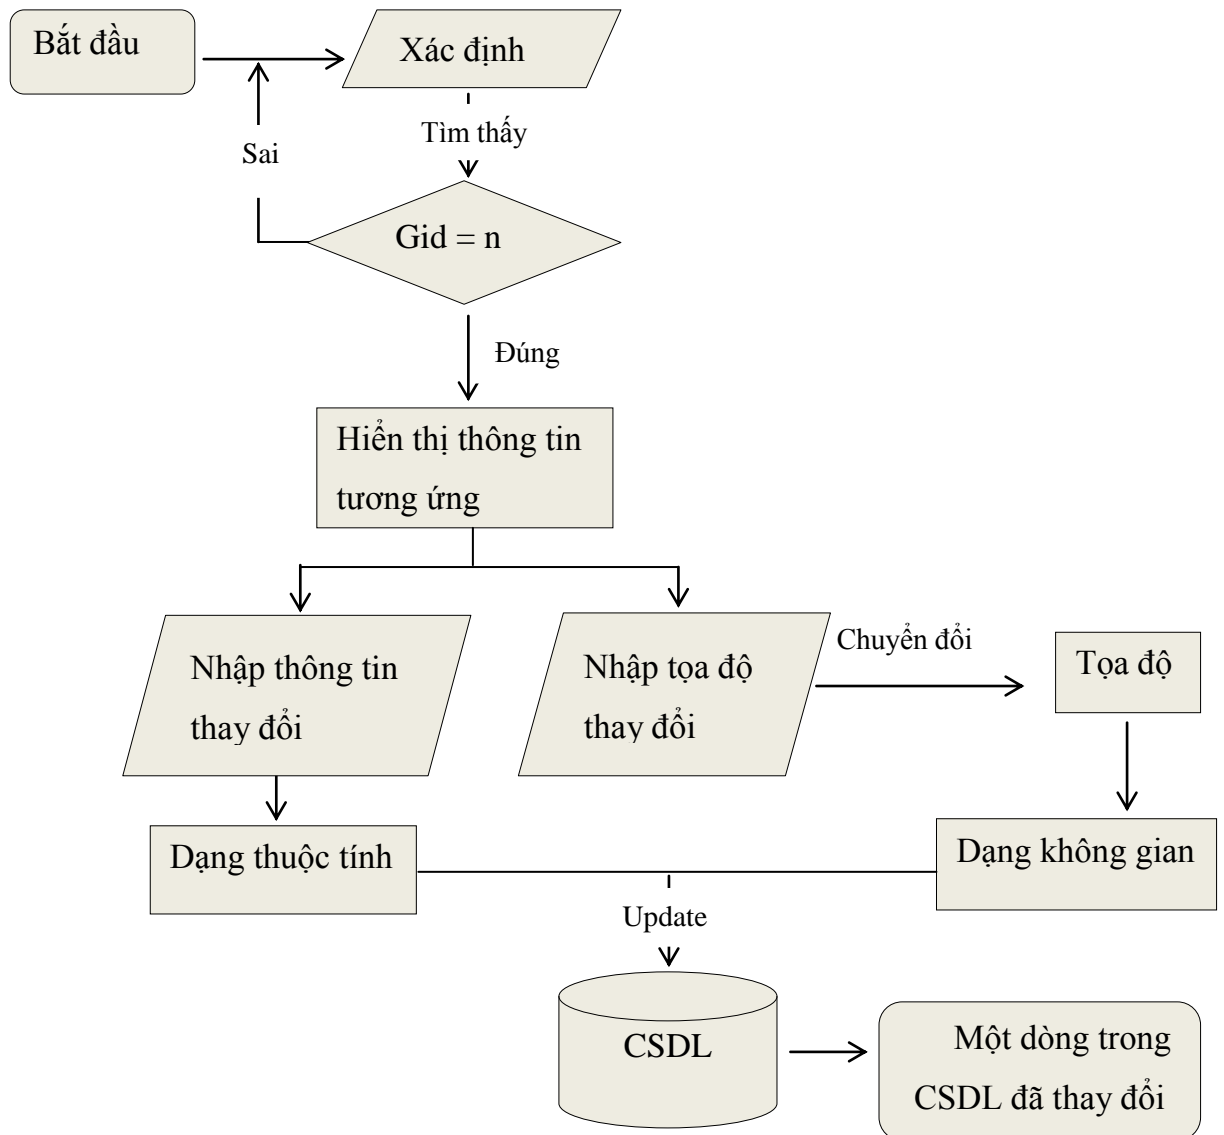 Bắt đầu
Xác định
Tìm thấy
Sai
Gid = n
Đúng
Hiển thị thông tin
tương ứng
Nhập thông tin
thay đổi
Nhập tọa độ
thay đổi
Chuyển đổi
Tọa độ
Dạng thuộc tính
Dạng không gian
Update
CSDL
Một dòng trong
CSDL đã thay đổi